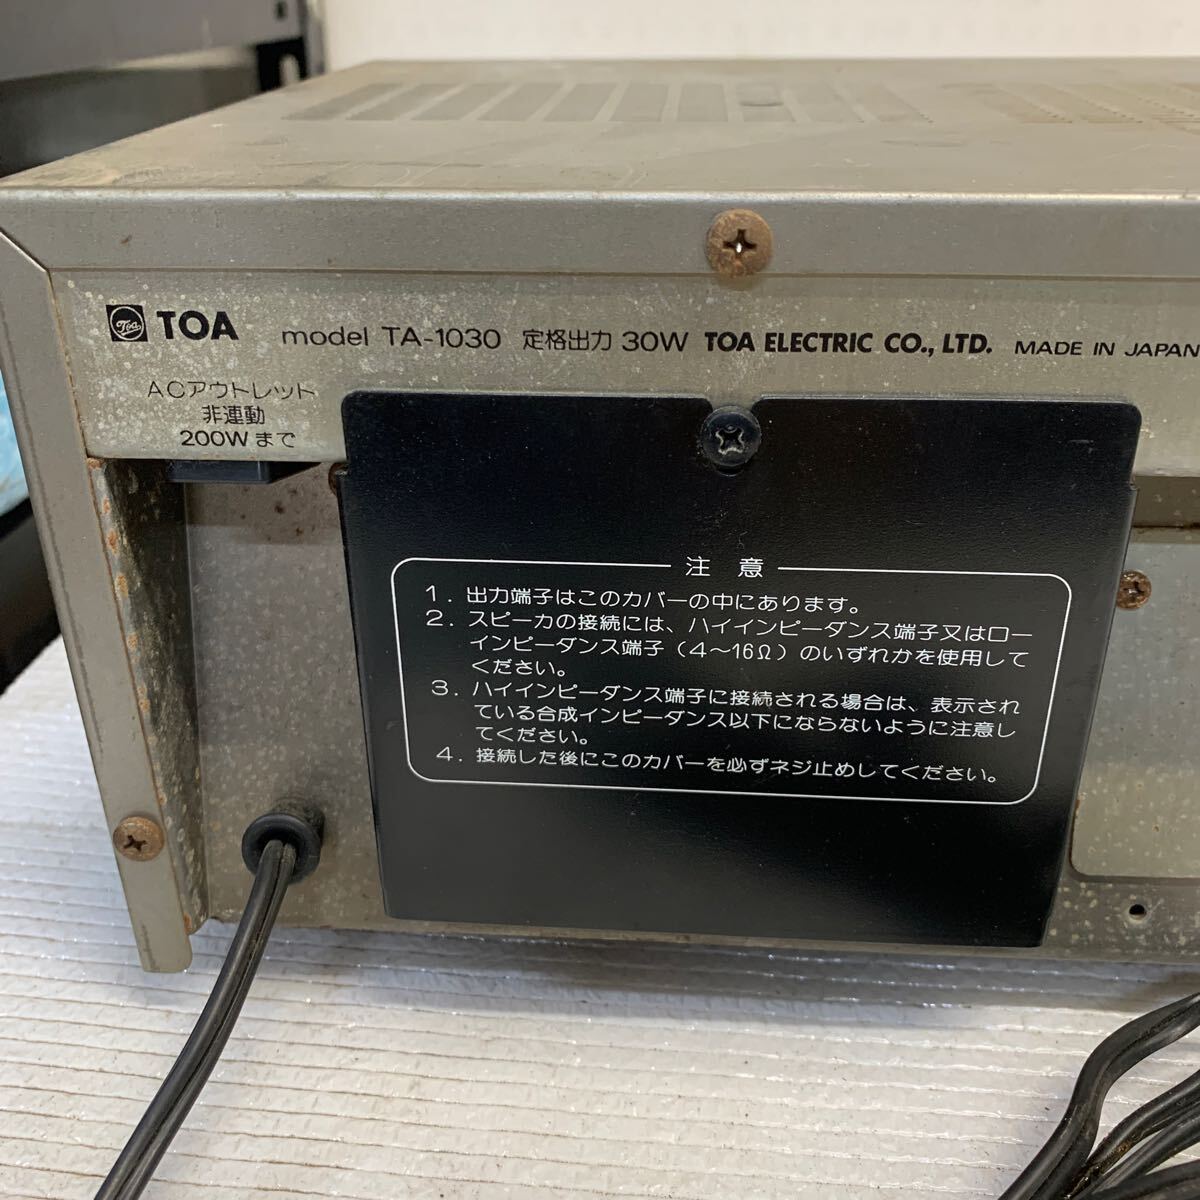 Toa TOA model TA-1030 定格出力 30W TOA ELECTRIC CO., LTD. MADE IN JAPAN
ACアウトレット
非連動
200Wまで
注 意
1. 出力端子はこのカバーの中にあります。
2. スピーカの接続には、ハイインピーダンス端子又はロー
インピーダンス端子（4～16Ω）のいずれかを使用して
ください。
3. ハイインピーダンス端子に接続される場合は、表示され
ている合成インピーダンス以下にならないように注意し
てください。
4. 接続した後にこのカバーを必ずネジ止めしてください。